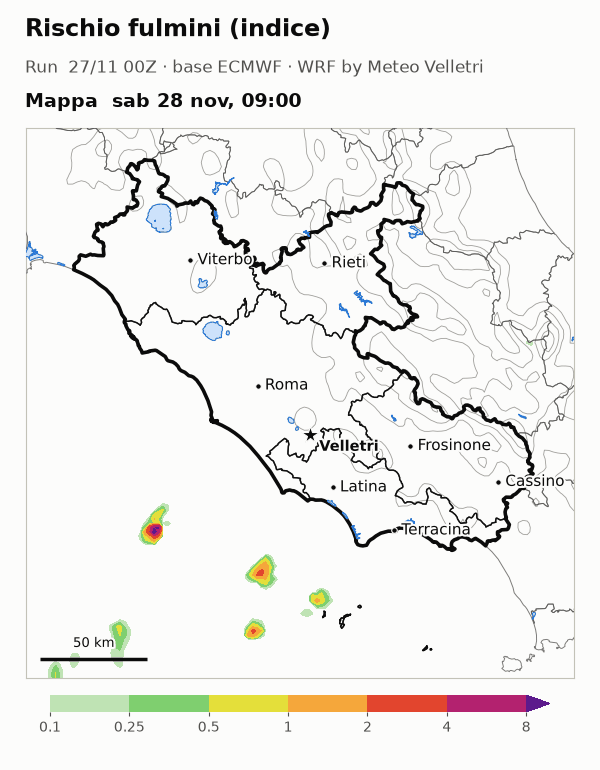 Rischio fulmini (indice)
Run  27/11 00Z · base ECMWF · WRF by Meteo Velletri
Mappa  sab 28 nov, 09:00
Viterbo
Rieti
Roma
Velletri
Frosinone
Latina
Cassino
Terracina
50 km
0.1 0.25 0.5 1 2 4 8